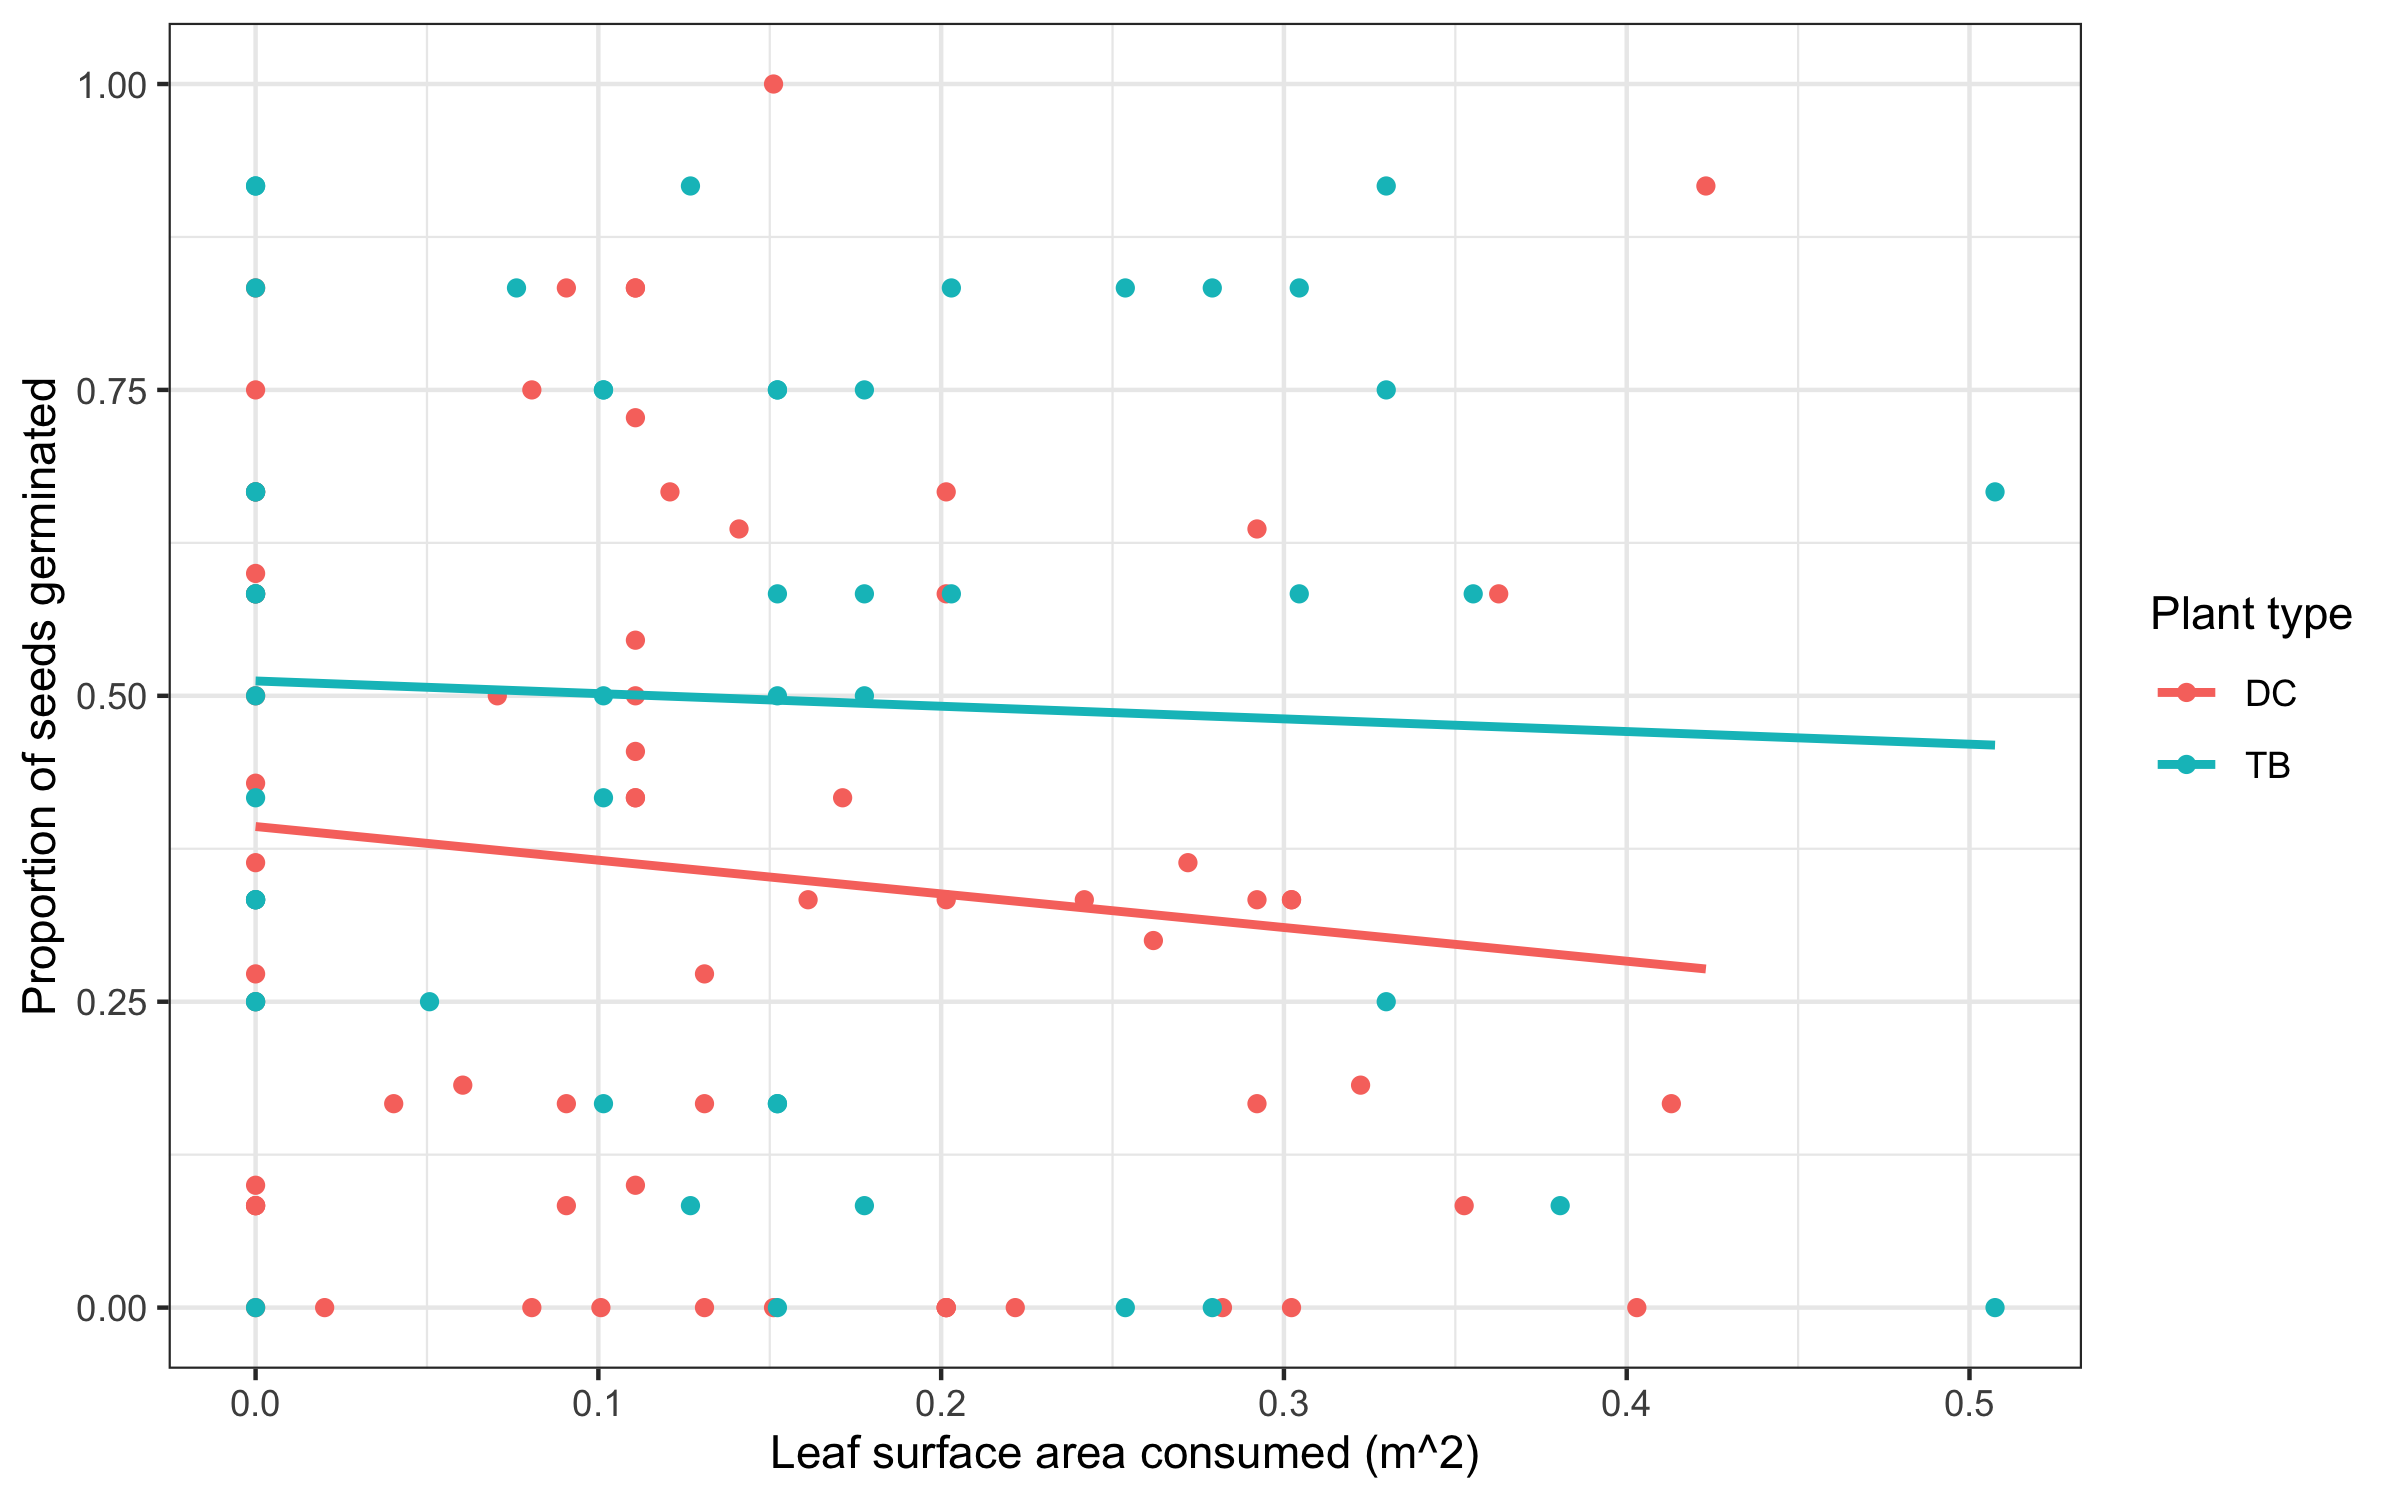 1.00
0.75
0.50
0.25
0.00
Proportion of seeds germinated
0.0 0.1 0.2 0.3 0.4 0.5
Leaf surface area consumed (m^2)
Plant type
DC
TB